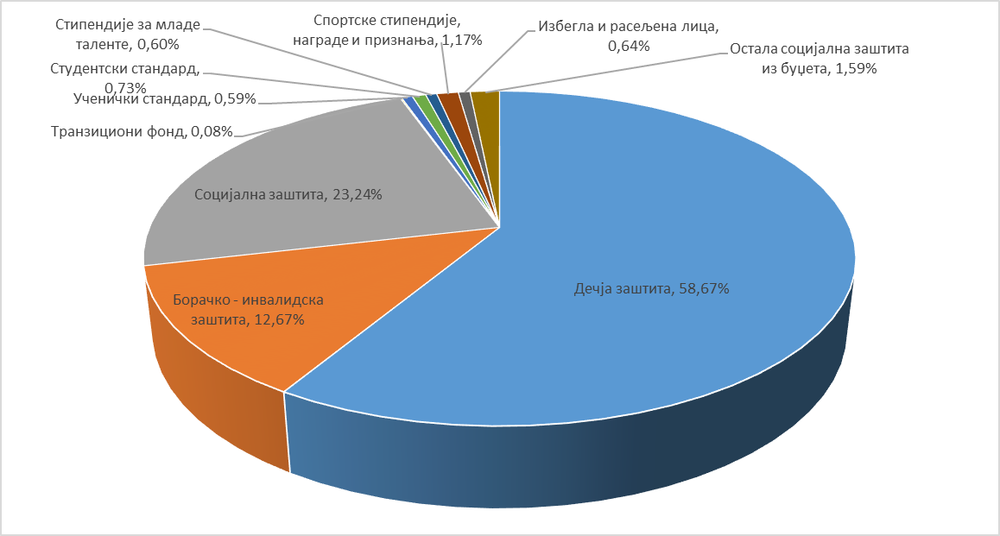 Стипендије за младе
таленте, 0,60%
Спортске стипендије,
награде и признања, 1,17%
Избегла и расељена лица,
0,64%
Остала социјална заштита
из буџета, 1,59%
Студентски стандард,
0,73%
Ученички стандард, 0,59%
Транзициони фонд, 0,08%
Социјална заштита, 23,24%
Борачко - инвалидска
заштита, 12,67%
Дечја заштита, 58,67%